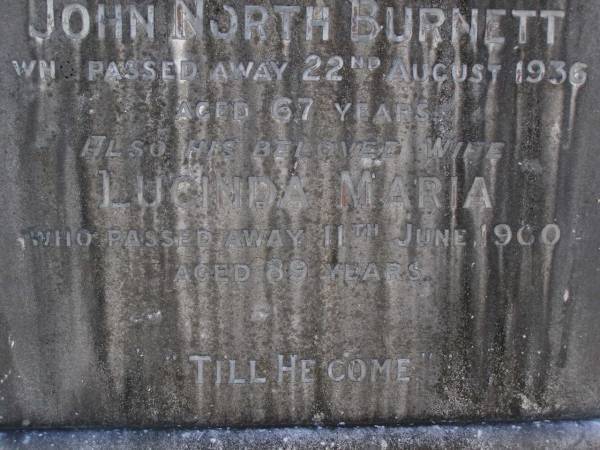 JOHN NORTH BURNETT
WHO PASSED AWAY 22ND AUGUST 1936
AGED 67 YEARS.
ALSO HIS BELOVED WIFE
LUCINDA MARIA
WHO PASSED AWAY 11TH JUNE, 1960
AGED 89 YEARS.
"TILL HE COME"